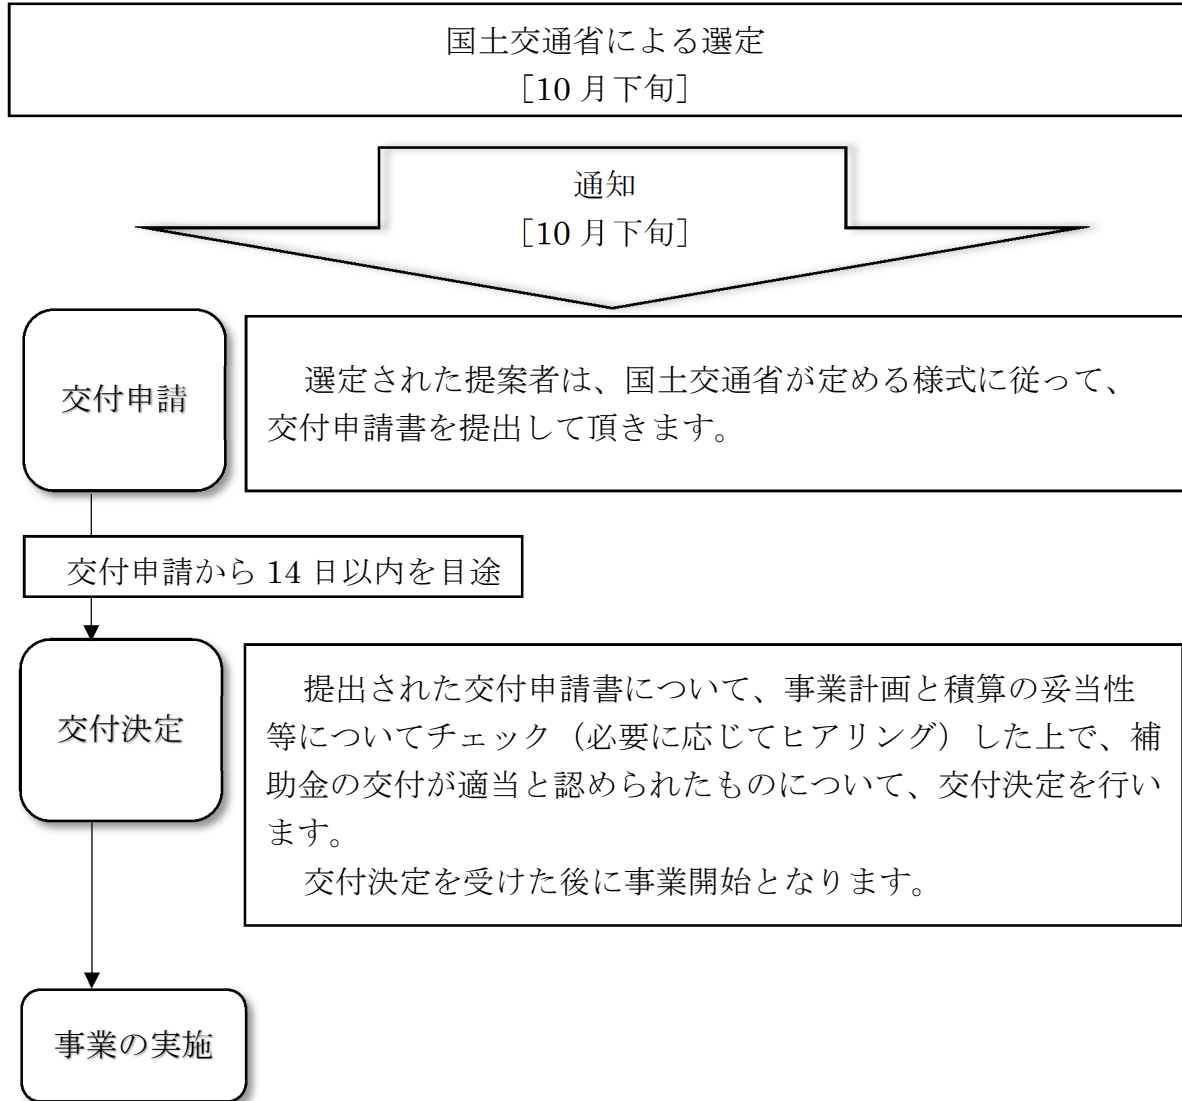 国土交通省による選定
［10 月下旬］
通知
［10 月下旬］
交付申請
選定された提案者は、国土交通省が定める様式に従って、
交付申請書を提出して頂きます。
交付申請から 14 日以内を目途
交付決定
提出された交付申請書について、事業計画と積算の妥当性
等についてチェック（必要に応じてヒアリング）した上で、補
助金の交付が適当と認められたものについて、交付決定を行い
ます。
交付決定を受けた後に事業開始となります。
事業の実施